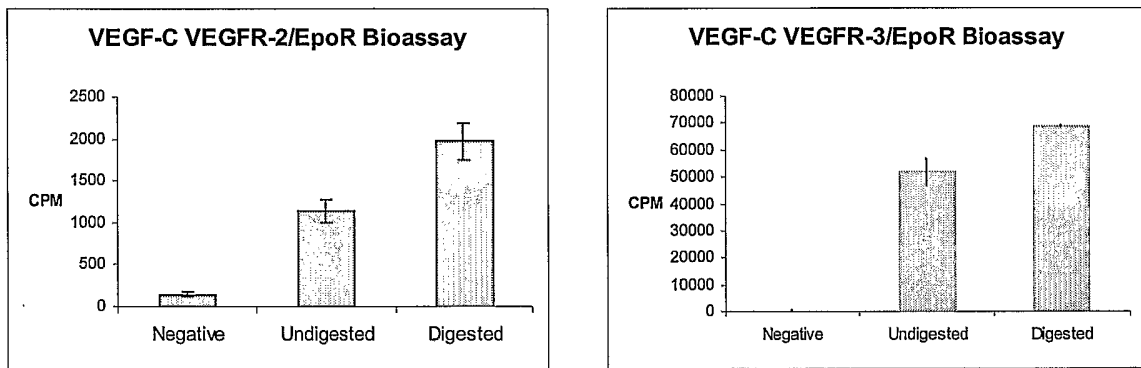 VEGF-C VEGFR-2/EpoR Bioassay
2500
2000
1500
CPM
1000
500
0
Negative Undigested Digested
VEGF-C VEGFR-3/EpoR Bioassay
80000
70000
60000
50000
CPM
40000
30000
20000
10000
0
Negative Undigested Digested